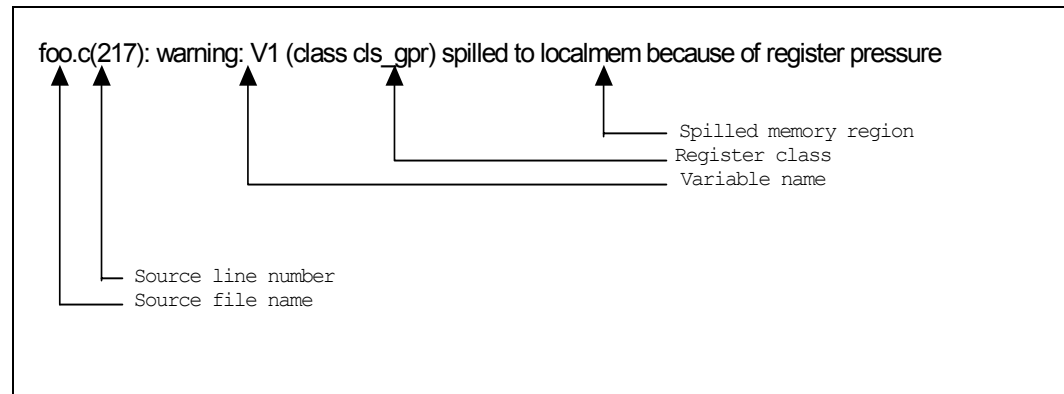 foo.c(217): warning: V1 (class cls_gpr) spilled to localmem because of register pressure
Spilled memory region
Register class
Variable name
Source line number
Source file name